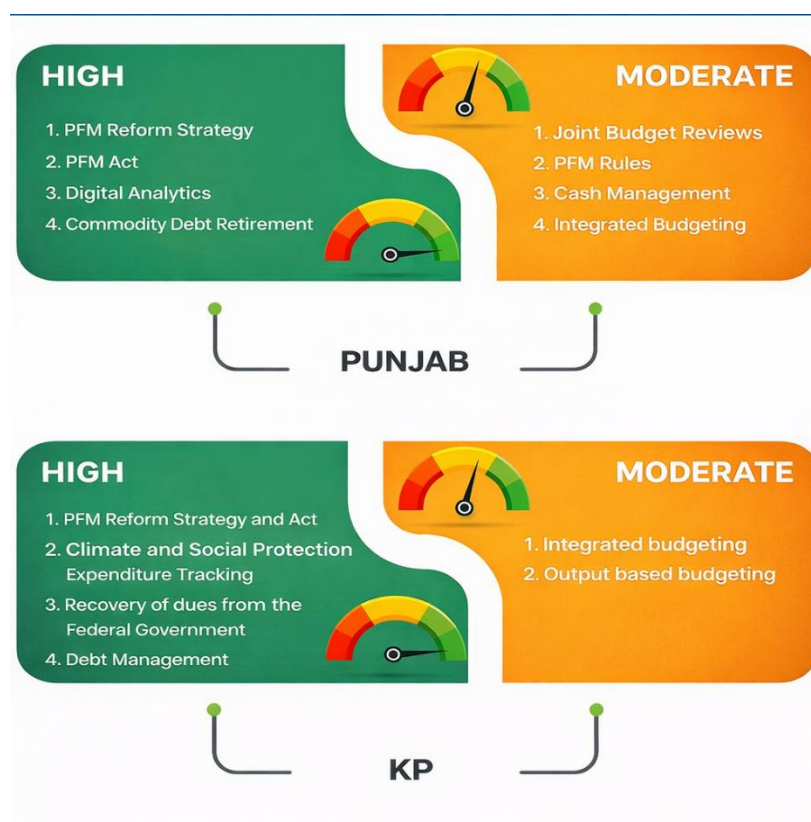 HIGH
1. PFM Reform Strategy
2. PFM Act
3. Digital Analytics
4. Commodity Debt Retirement
MODERATE
1. Joint Budget Reviews
2. PFM Rules
3. Cash Management
4. Integrated Budgeting
PUNJAB
HIGH
1. PFM Reform Strategy and Act
2. Climate and Social Protection
Expenditure Tracking
3. Recovery of dues from the
Federal Government
4. Debt Management
MODERATE
1. Integrated budgeting
2. Output based budgeting
KP